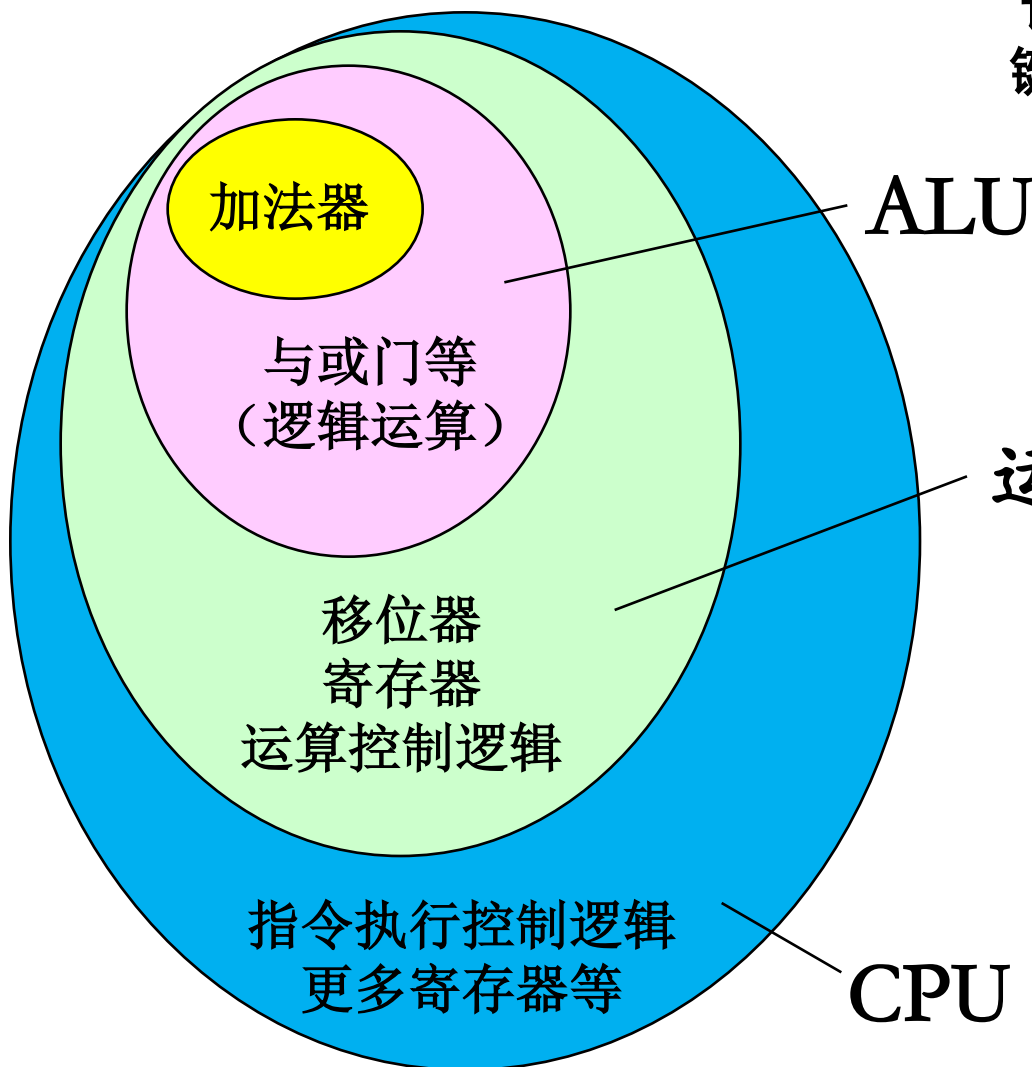 键
加法器
ALU
与或门等
（逻辑运算）
运
移位器
寄存器
运算控制逻辑
指令执行控制逻辑
更多寄存器等
CPU